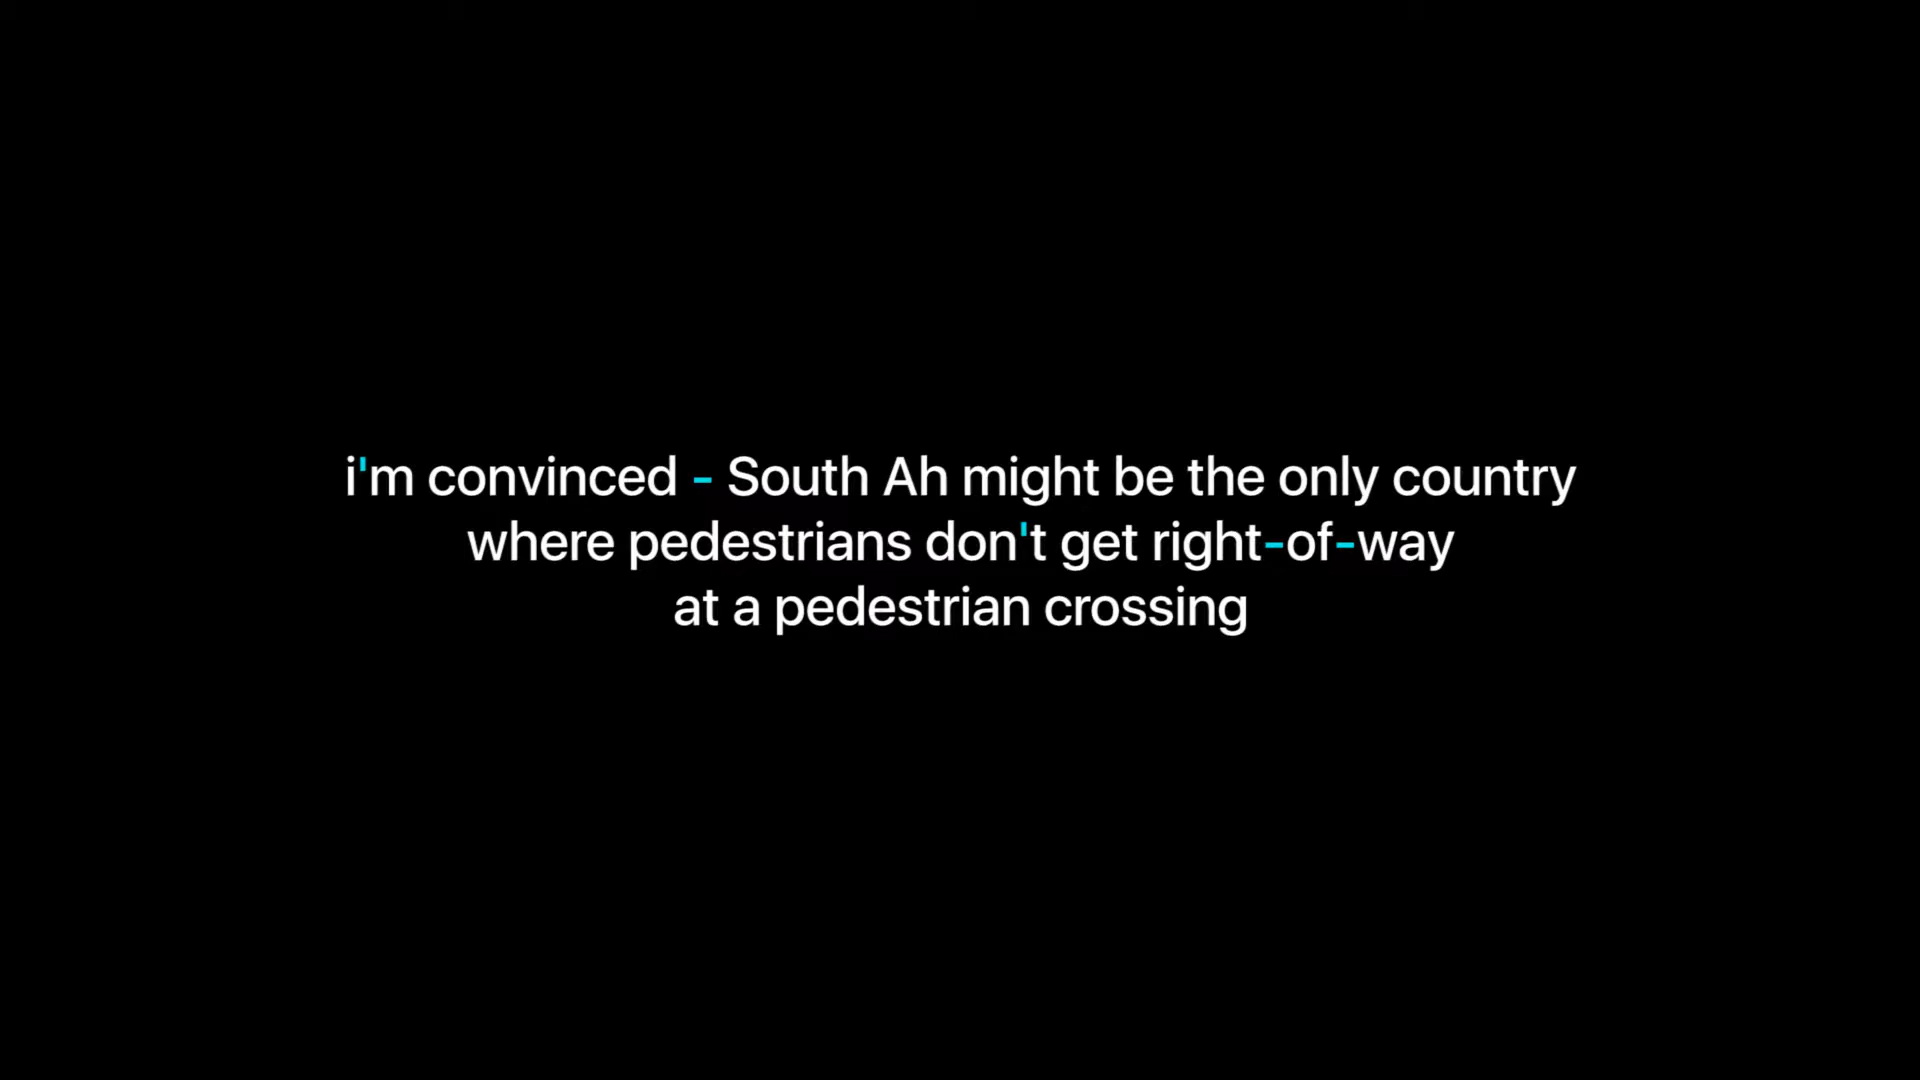 i'm convinced - South Ah might be the only country
where pedestrians don't get right-of-way
at a pedestrian crossing